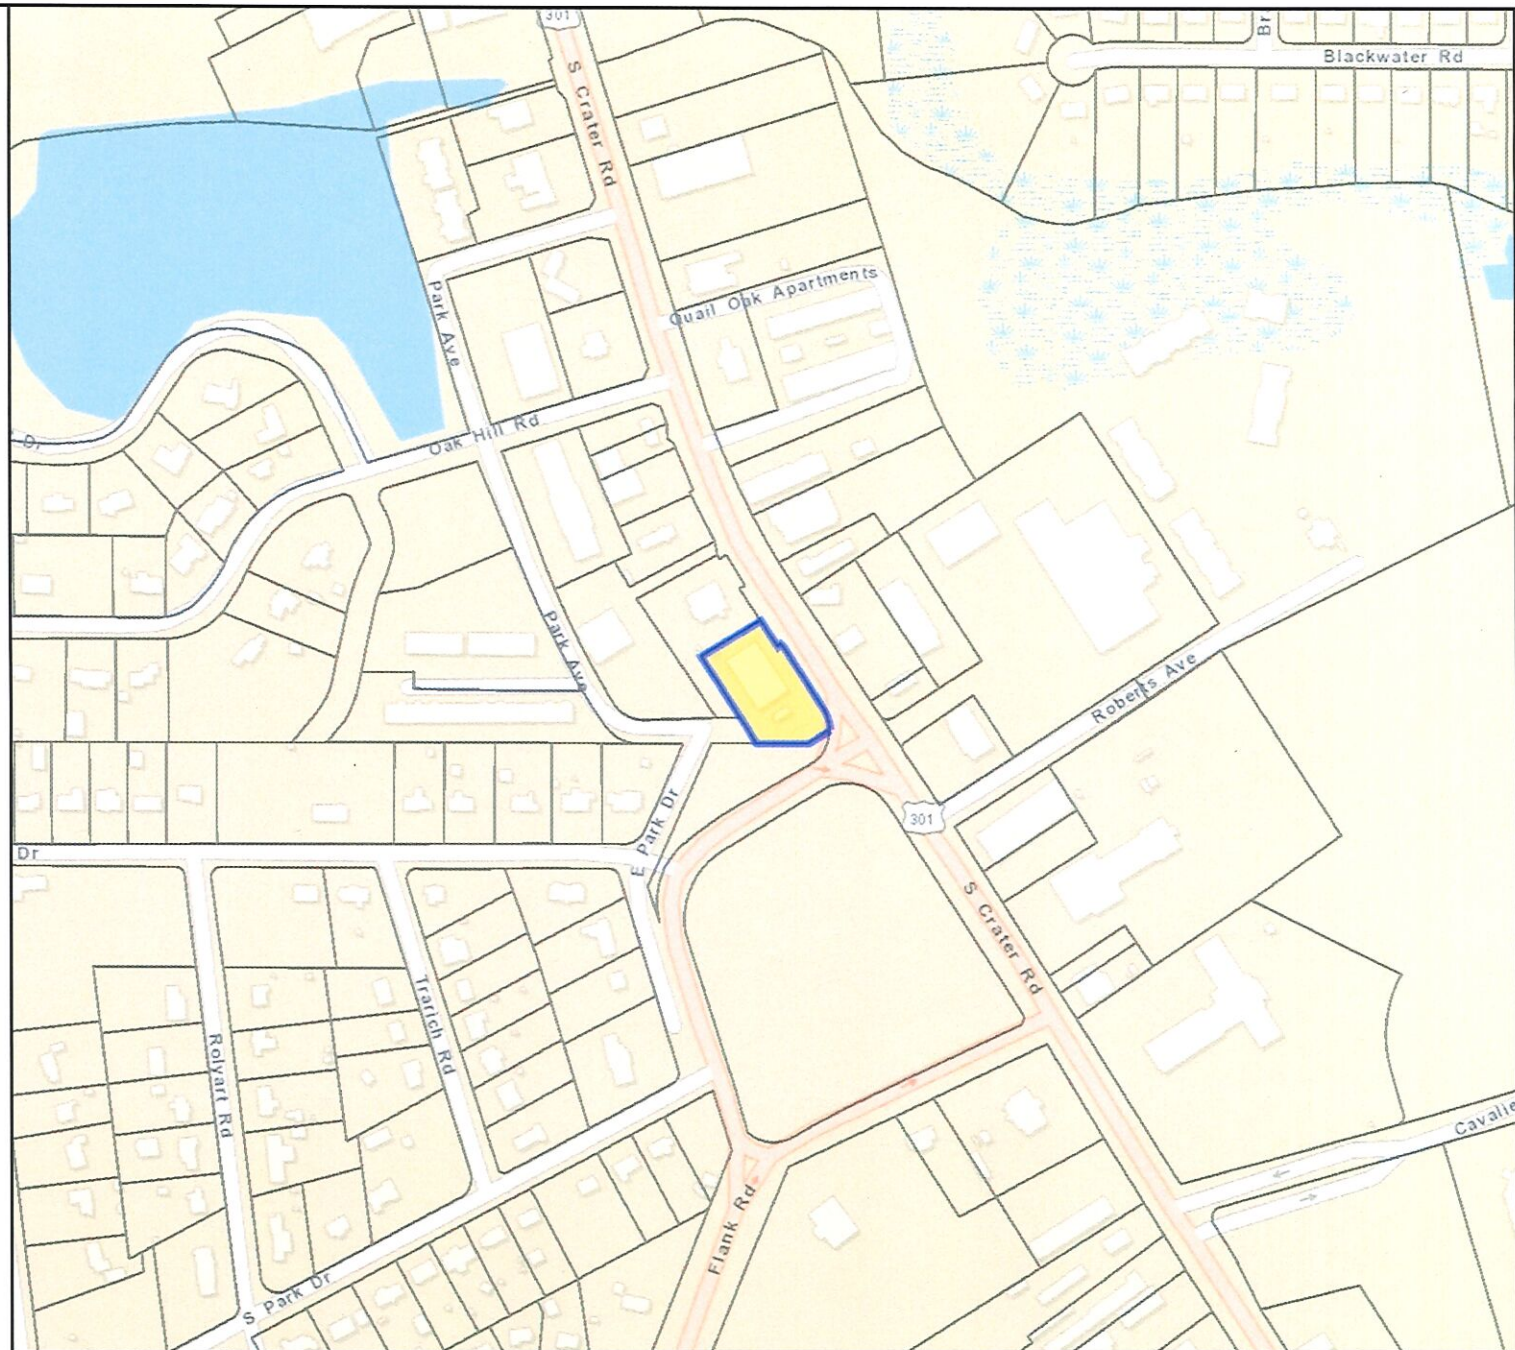 301
Br
Blackwater Rd
S Crater Rd
Quail Oak Apartments
Park Ave
Oak Hill Rd
Dr
Park Ave
Roberts Ave
301
E Park Dr
Dr
S Crater Rd
Trarich Rd
Rolyart Rd
Cavalie
Flank Rd
S Park Dr